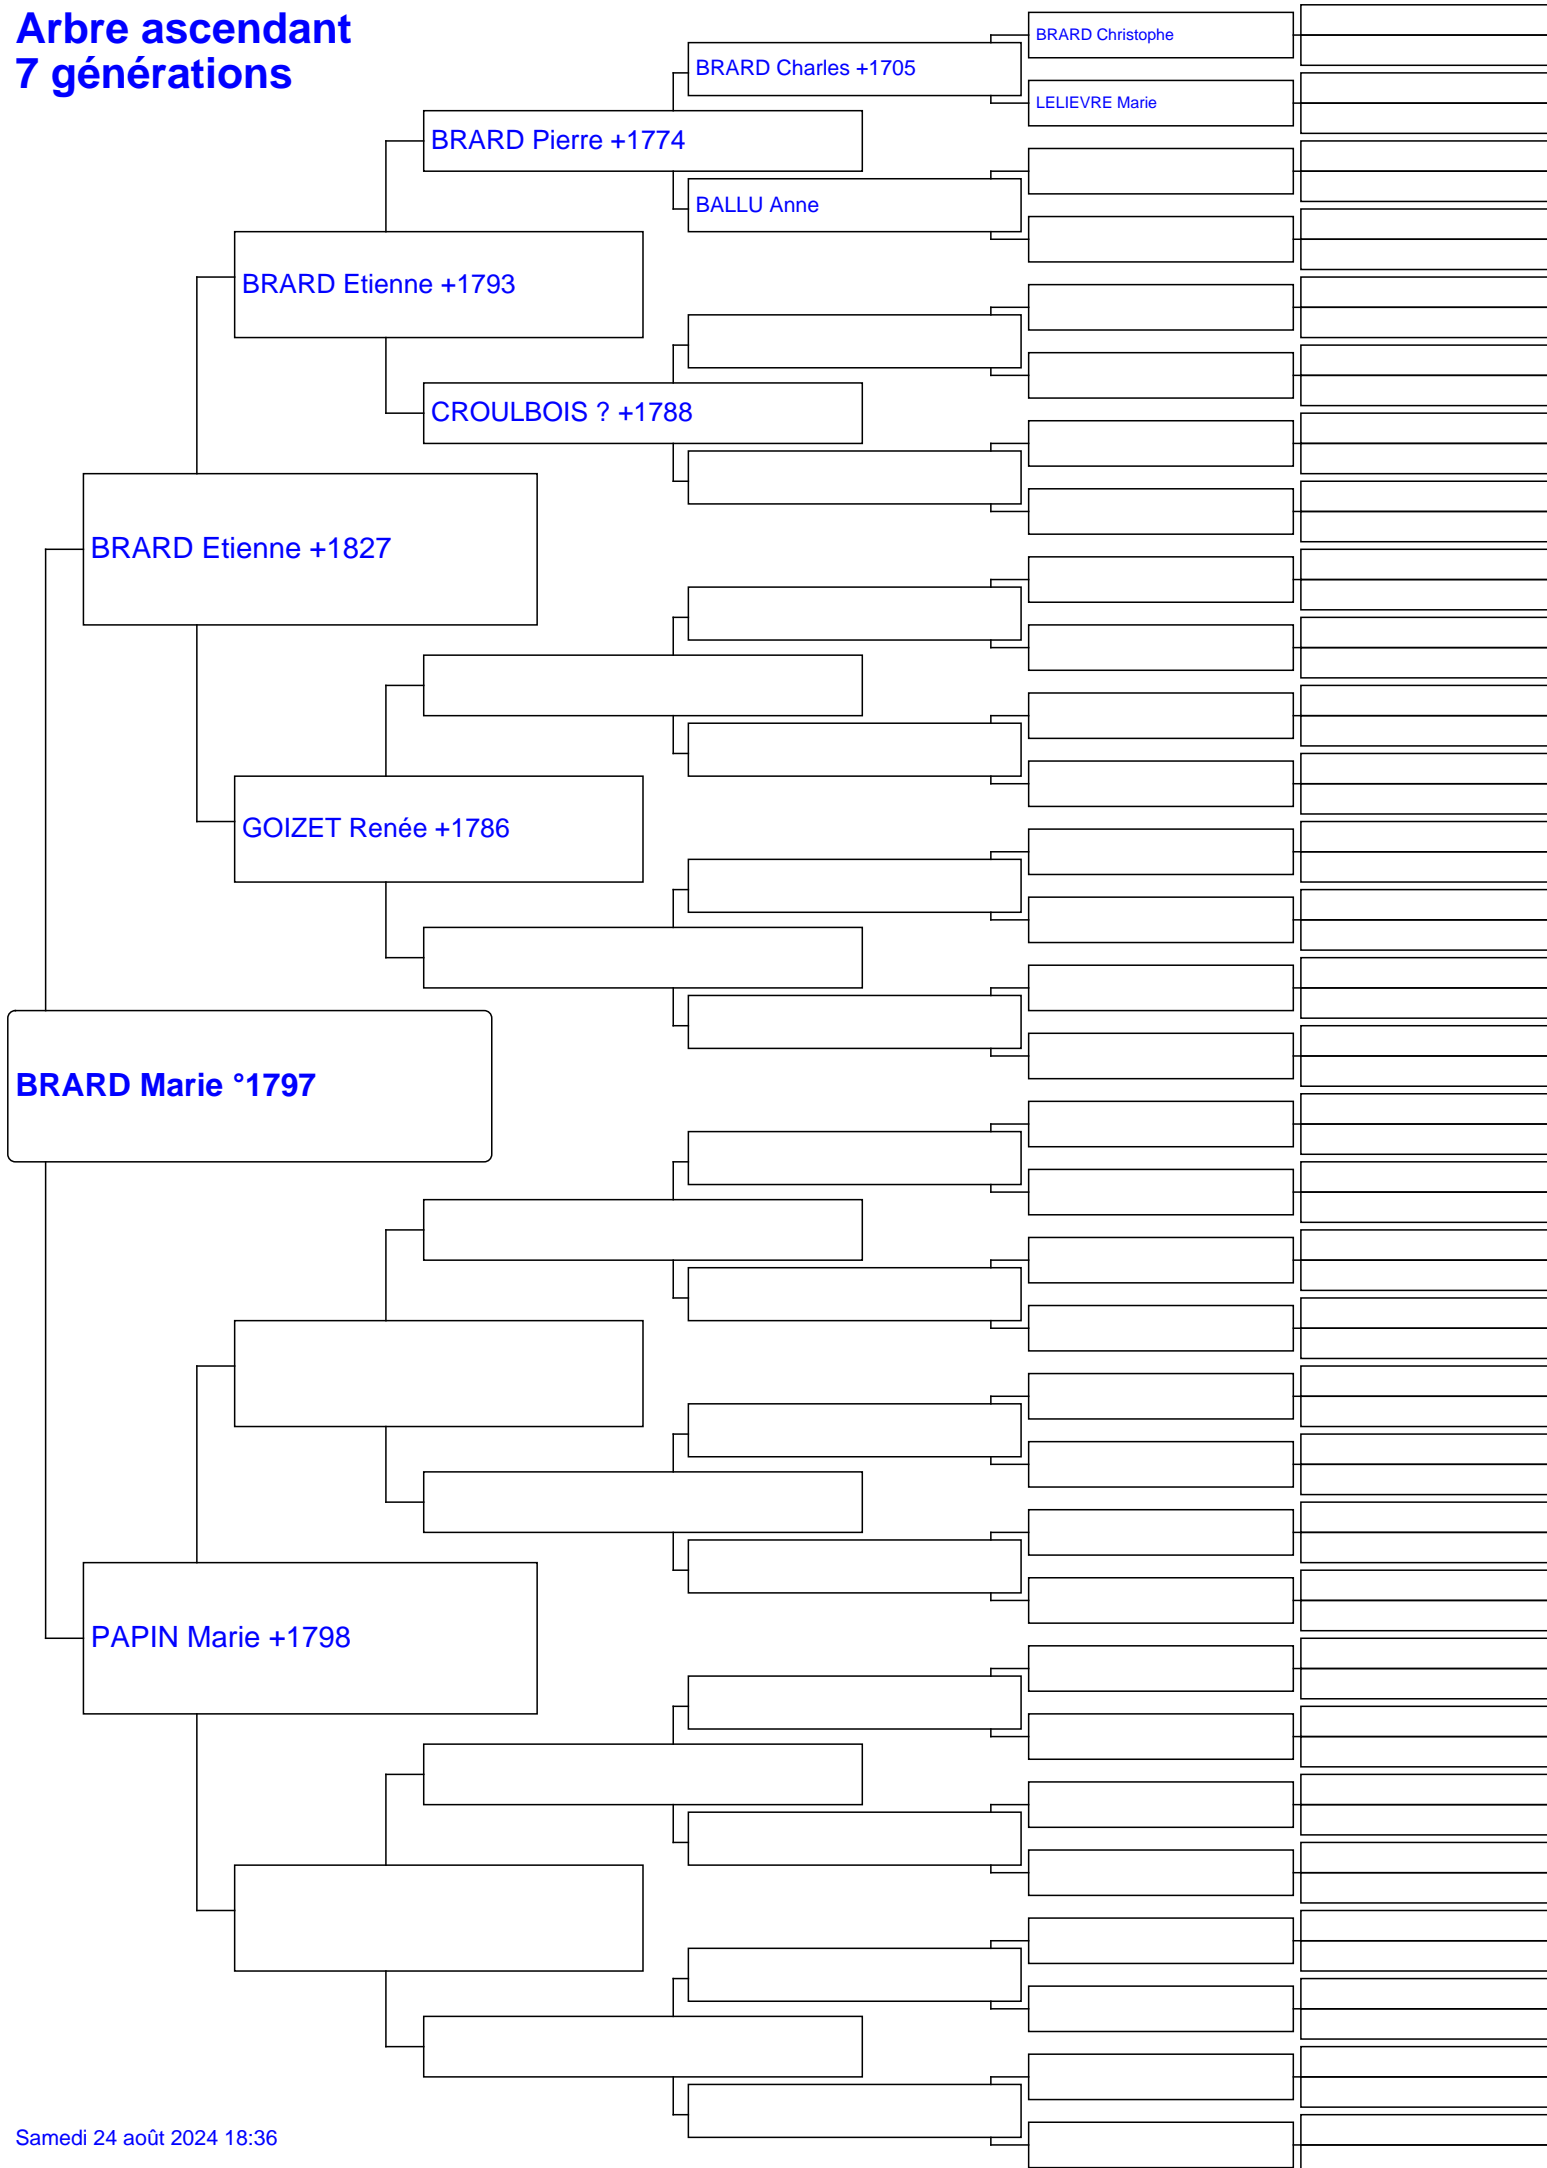 Arbre ascendant
7 générations
BRARD Christophe
BRARD Charles +1705
LELIEVRE Marie
BRARD Pierre +1774
BALLU Anne
BRARD Etienne +1793
CROULBOIS ? +1788
BRARD Etienne +1827
GOIZET Renée +1786
BRARD Marie °1797
PAPIN Marie +1798
Samedi 24 août 2024 18:36